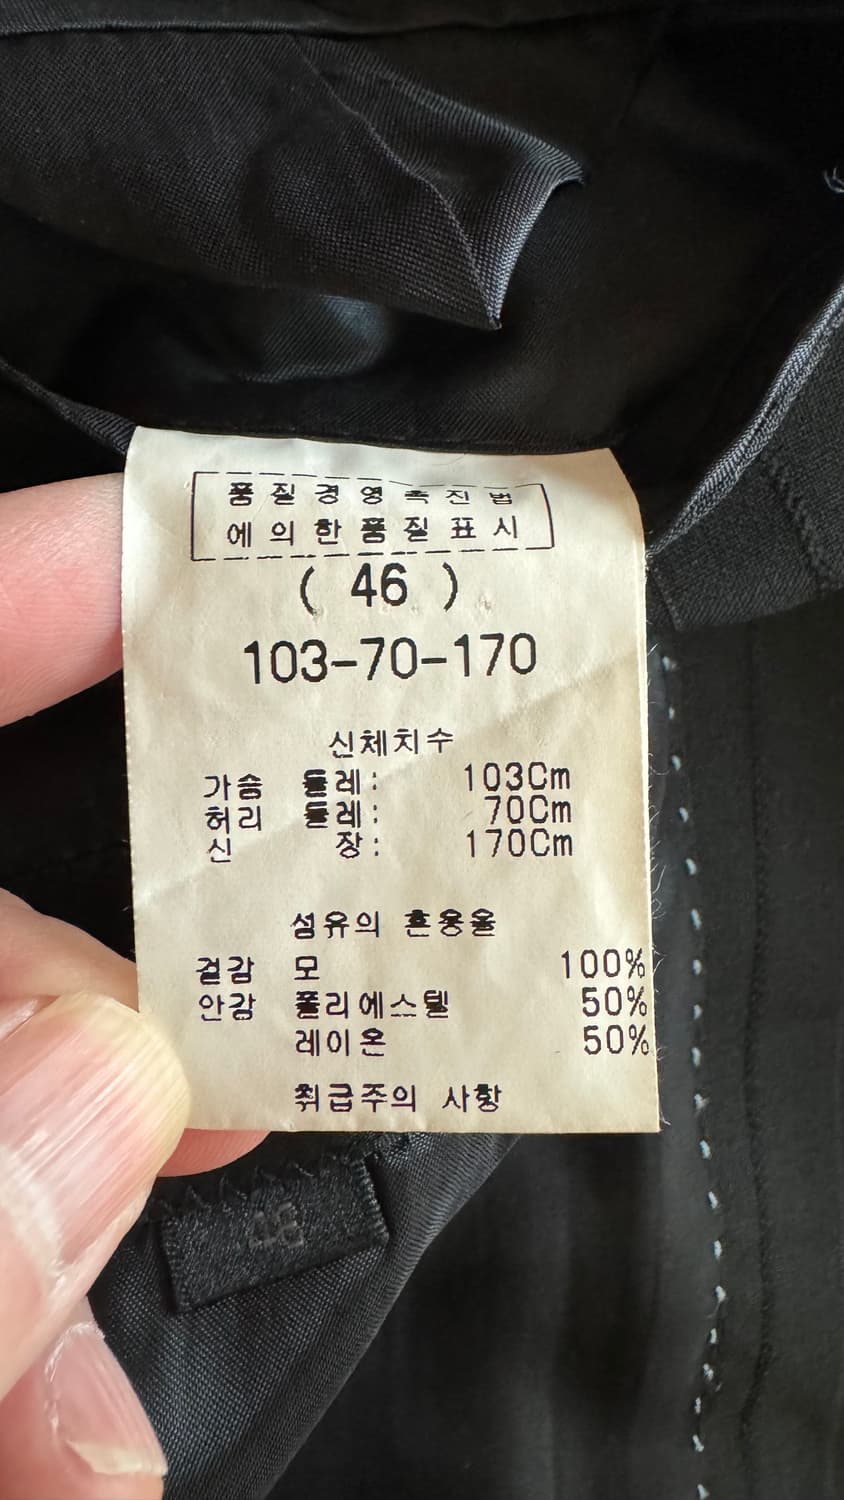 품질경영촉진법
에의한품질표시
( 46 )
103-70-170
신체치수
가슴 둘레: 103Cm
허리 둘레: 70Cm
신 장: 170Cm
섬유의 혼용율
겉감 모 100%
안감 폴리에스텔 50%
레이온 50%
취급주의 사항
46